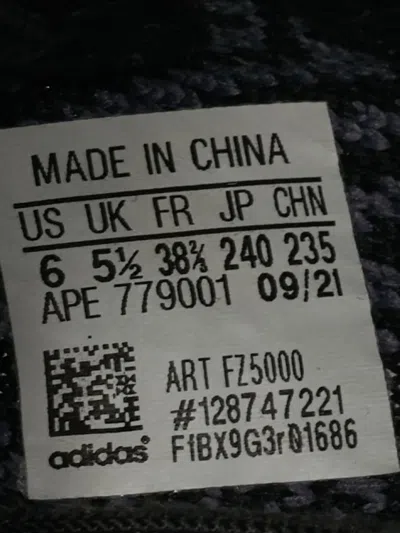 MADE IN CHINA
US UK FR JP CHN
6 5½ 38⅔ 240 235
APE 779001 09/21
ART FZ5000
#128747221
adidas® F1BX9G3rD1686